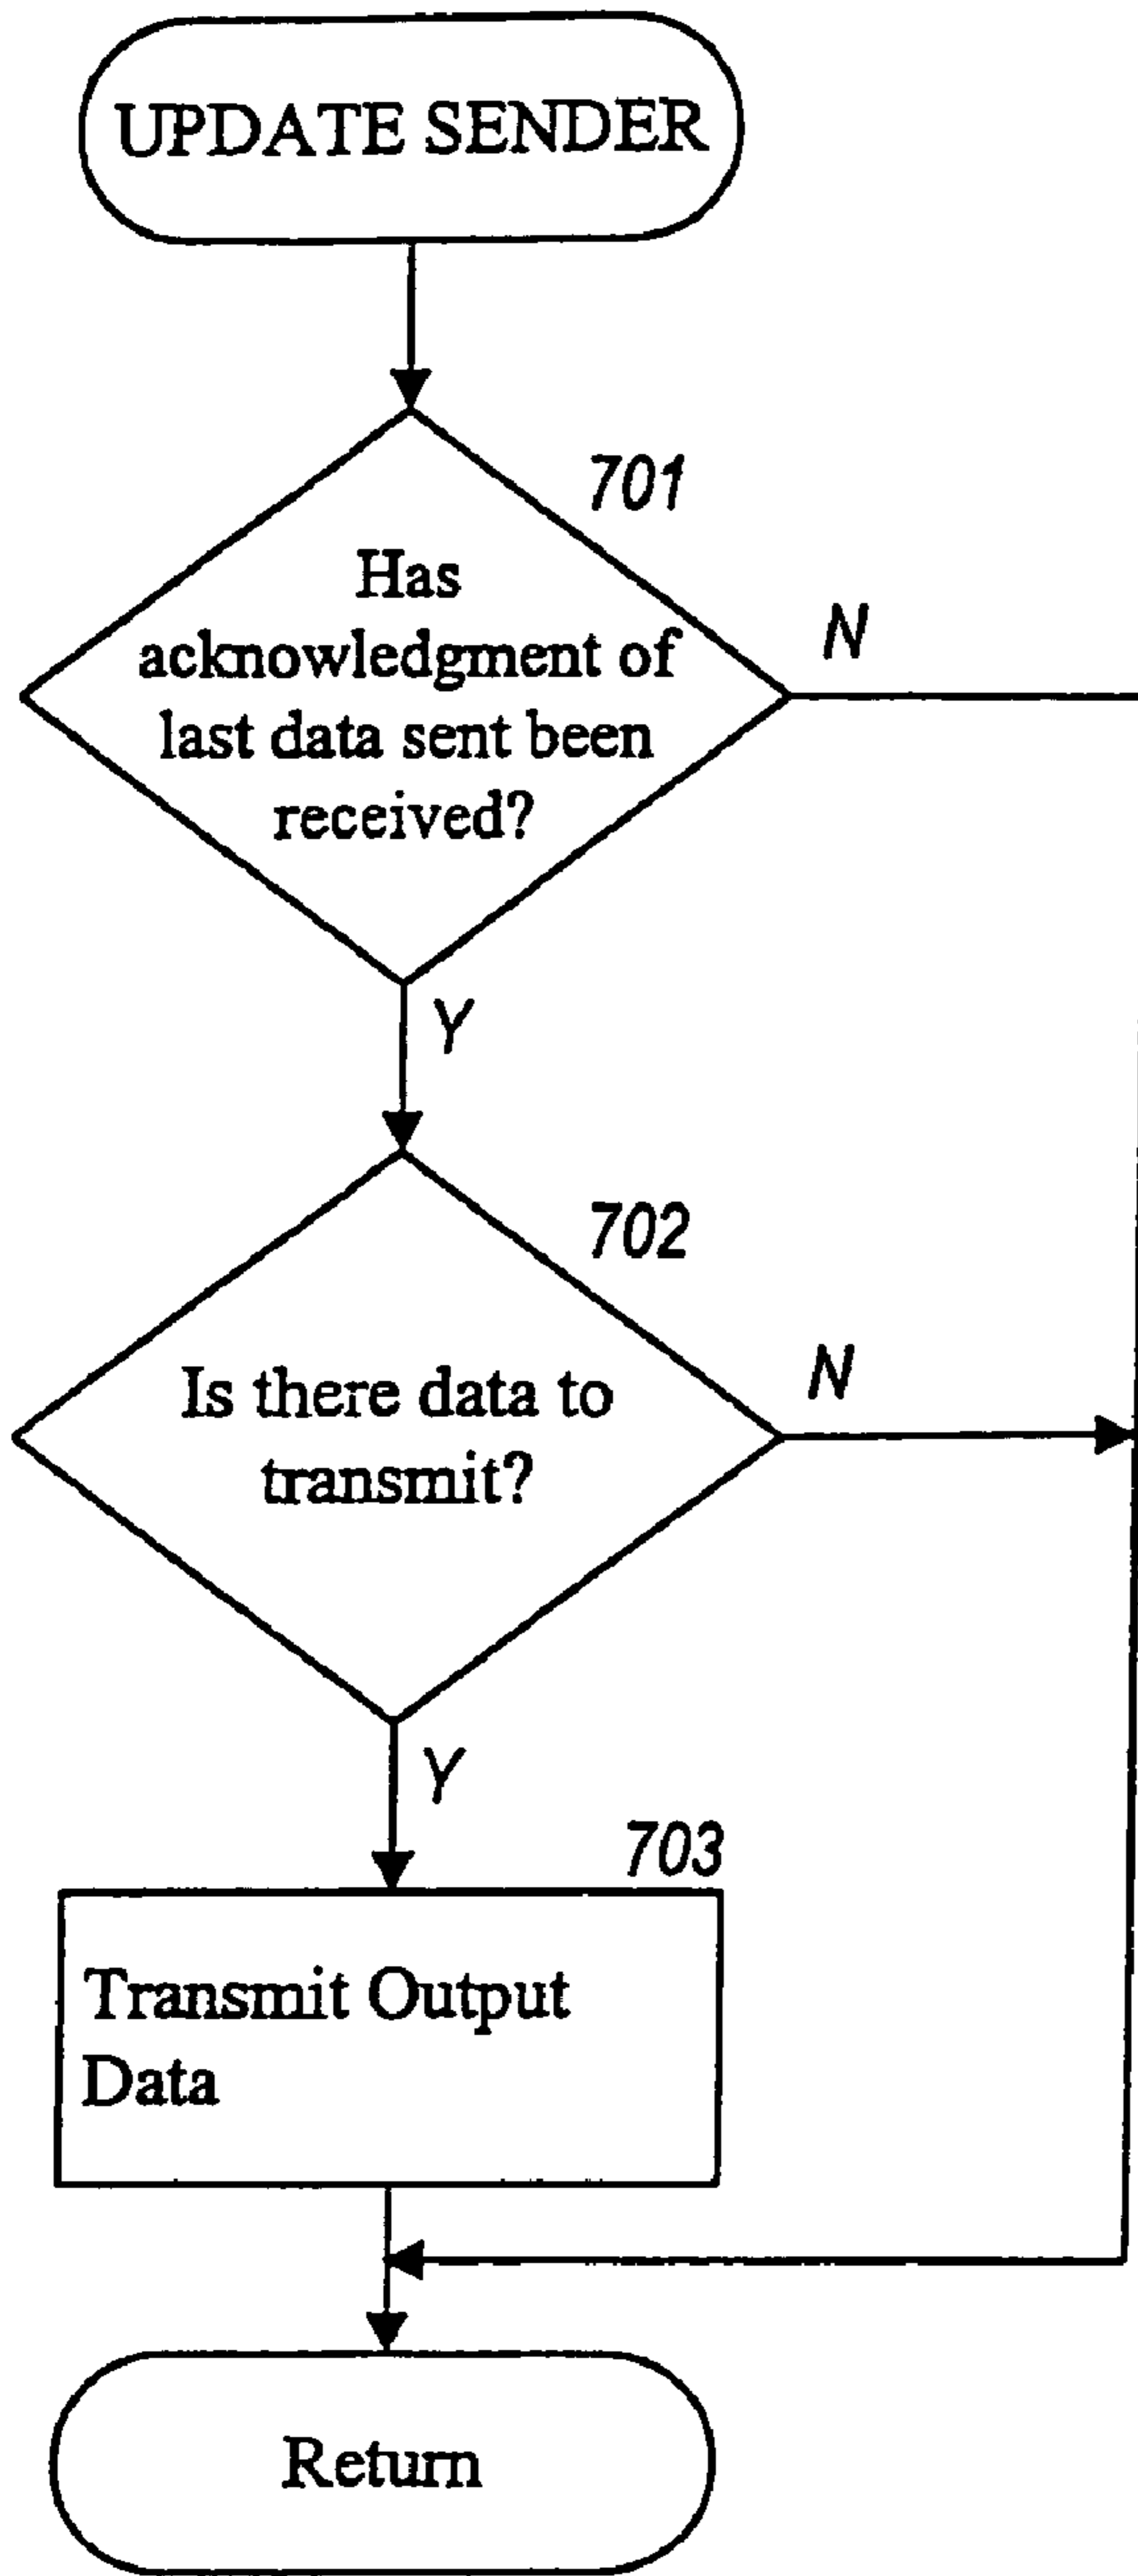 UPDATE SENDER
701
Has
acknowledgment of
last data sent been
received?
N
Y
702
Is there data to
transmit?
N
Y
703
Transmit Output
Data
Return